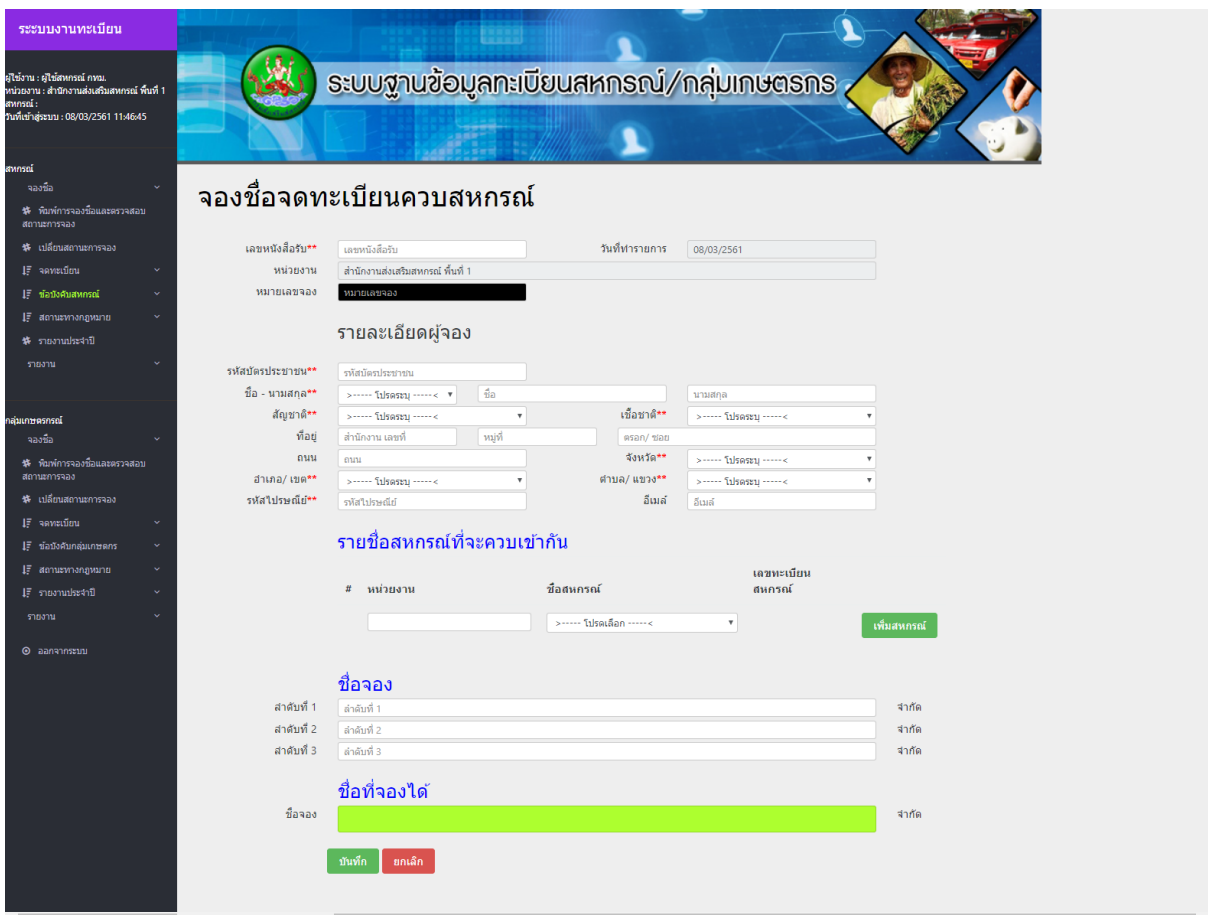 ระะบบงานทะเบียน
ผู้ใช้งาน : ผู้ใช้สหกรณ์ กทม.
หน่วยงาน : สำนักงานส่งเสริมสหกรณ์ พื้นที่ 1
สหกรณ์ :
วันที่เข้าสู่ระบบ : 08/03/2561 11:46:45
สหกรณ์
จองชื่อ
พิมพ์การจองชื่อและตรวจสอบ
สถานะการจอง
เปลี่ยนสถานะการจอง
จดทะเบียน
ข้อบังคับสหกรณ์
สถานะทางกฎหมาย
รายงานประจำปี
รายงาน
กลุ่มเกษตรกรณ์
จองชื่อ
พิมพ์การจองชื่อและตรวจสอบ
สถานะการจอง
เปลี่ยนสถานะการจอง
จดทะเบียน
ข้อบังคับกลุ่มเกษตกร
สถานะทางกฎหมาย
รายงานประจำปี
รายงาน
ออกจากระบบ
ระบบฐานข้อมูลทะเบียนสหกรณ์/กลุ่มเกษตรกร
จองชื่อจดทะเบียนควบสหกรณ์
เลขหนังสือรับ** เลขหนังสือรับ วันที่ทำรายการ 08/03/2561
หน่วยงาน สำนักงานส่งเสริมสหกรณ์ พื้นที่ 1
หมายเลขจอง หมายเลขจอง
รายละเอียดผู้จอง
รหัสบัตรประชาชน** รหัสบัตรประชาชน
ชื่อ - นามสกุล** >----- โปรดระบุ -----< ชื่อ นามสกุล
สัญชาติ** >----- โปรดระบุ -----< เชื้อชาติ** >----- โปรดระบุ -----<
ที่อยู่ สำนักงาน เลขที่ หมู่ที่ ตรอก/ ซอย
ถนน ถนน จังหวัด** >----- โปรดระบุ -----<
อำเภอ/ เขต** >----- โปรดระบุ -----< ตำบล/ แขวง** >----- โปรดระบุ -----<
รหัสไปรษณีย์** รหัสไปรษณีย์ อีเมล์ อีเมล์
รายชื่อสหกรณ์ที่จะควบเข้ากัน
# หน่วยงาน ชื่อสหกรณ์ เลขทะเบียน
สหกรณ์
>----- โปรดเลือก -----< เพิ่มสหกรณ์
ชื่อจอง
ลำดับที่ 1 ลำดับที่ 1 จำกัด
ลำดับที่ 2 ลำดับที่ 2 จำกัด
ลำดับที่ 3 ลำดับที่ 3 จำกัด
ชื่อที่จองได้
ชื่อจอง จำกัด
บันทึก ยกเลิก